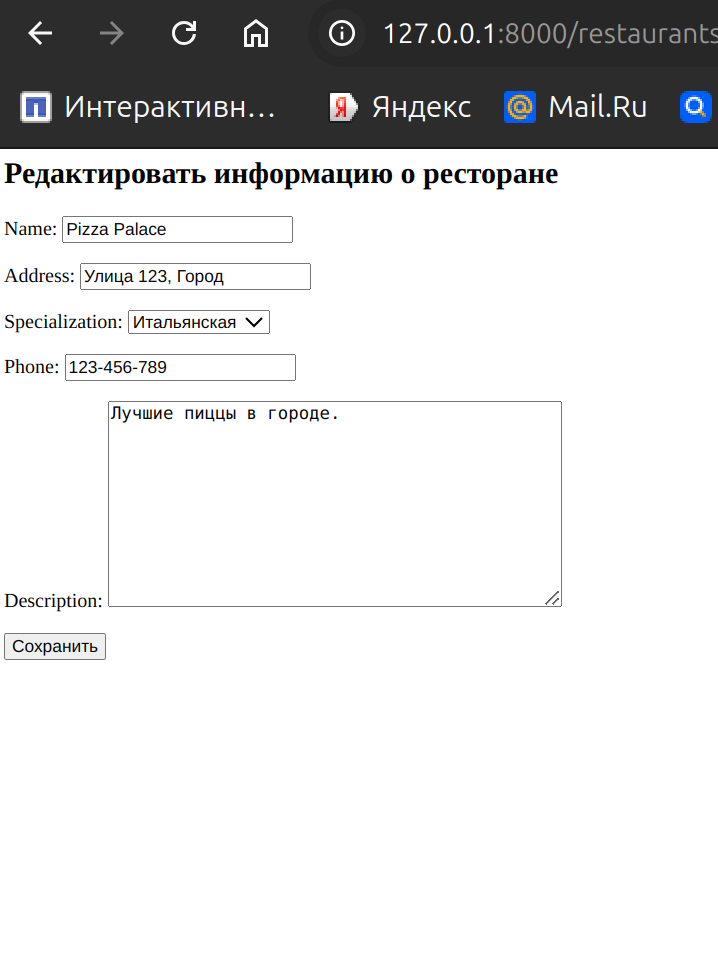 127.0.0.1:8000/restaurants
Интерактивн… Яндекс Mail.Ru
Редактировать информацию о ресторане
Name: Pizza Palace
Address: Улица 123, Город
Specialization: Итальянская
Phone: 123-456-789
Лучшие пиццы в городе.
Description:
Сохранить